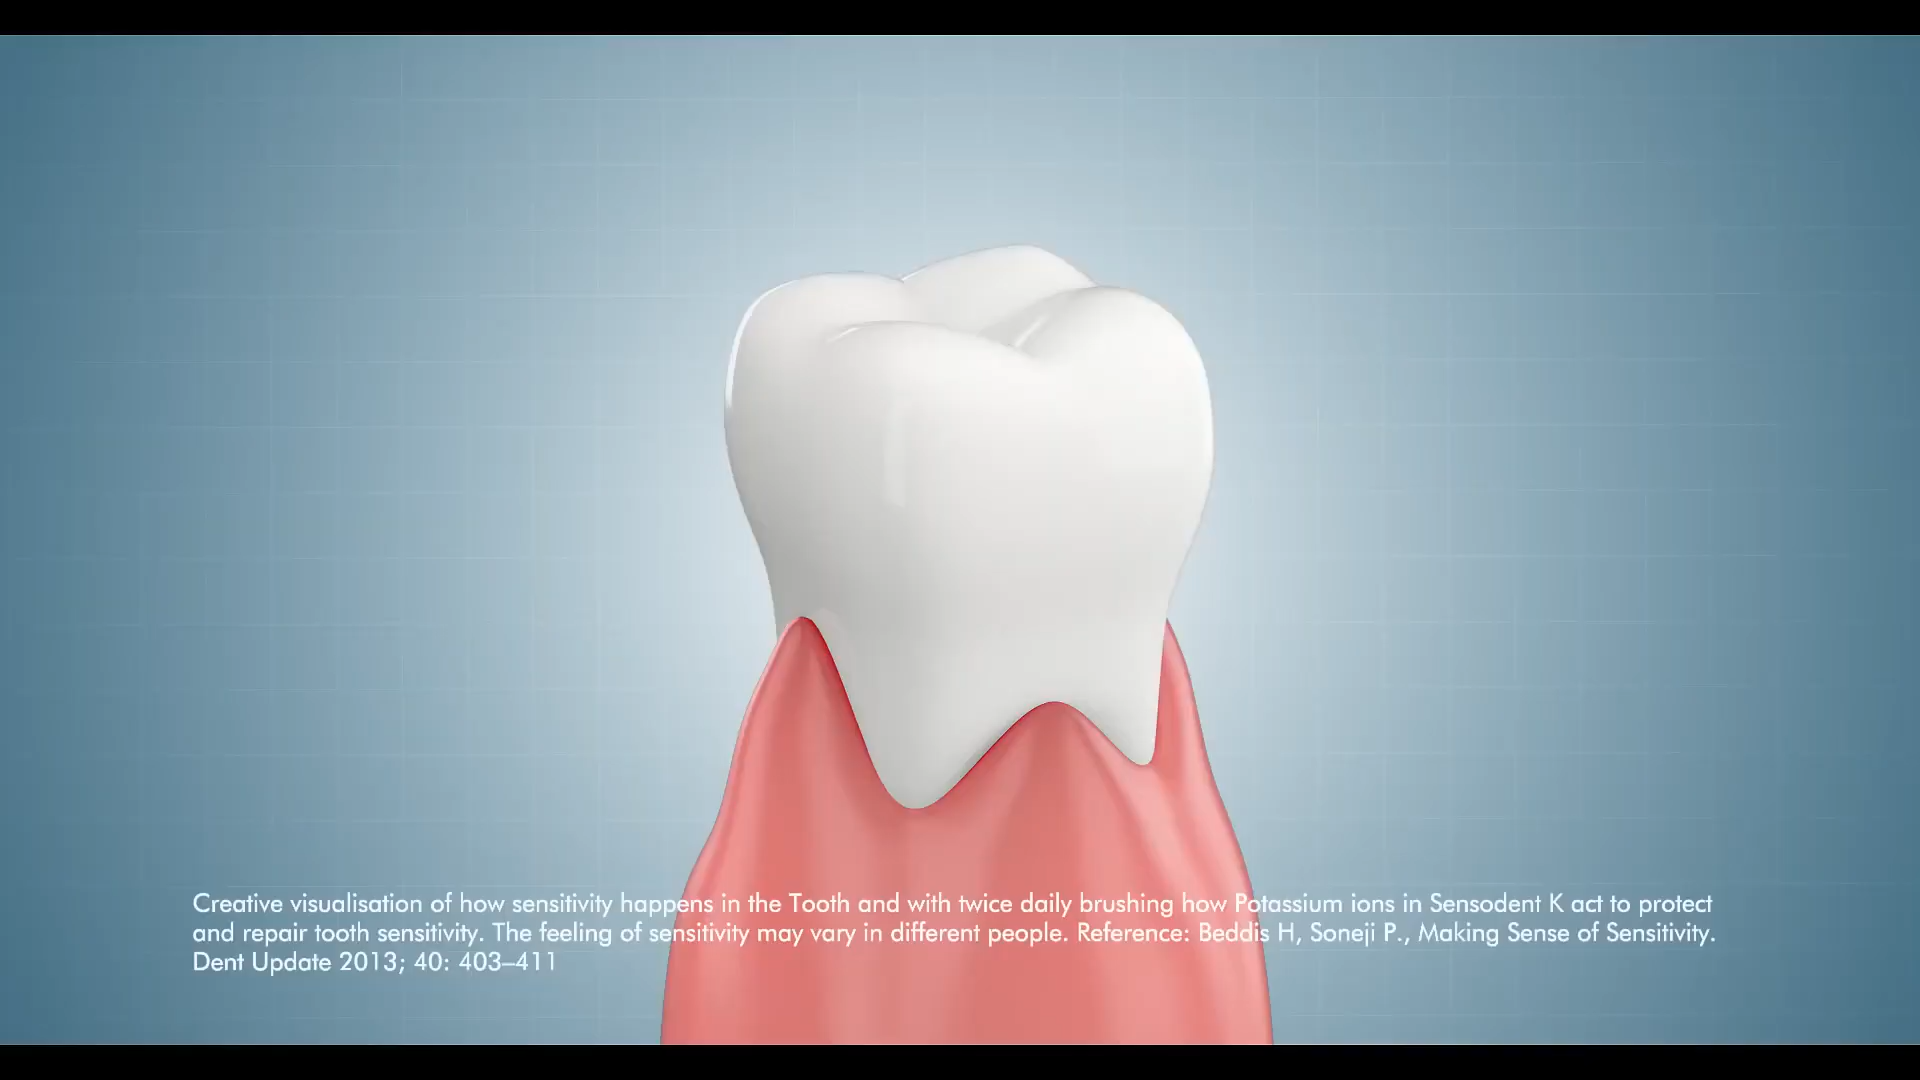 Creative visualisation of how sensitivity happens in the Tooth and with twice daily brushing how Potassium ions in Sensodent K act to protect
and repair tooth sensitivity. The feeling of sensitivity may vary in different people. Reference: Beddis H, Soneji P., Making Sense of Sensitivity.
Dent Update 2013; 40: 403–411